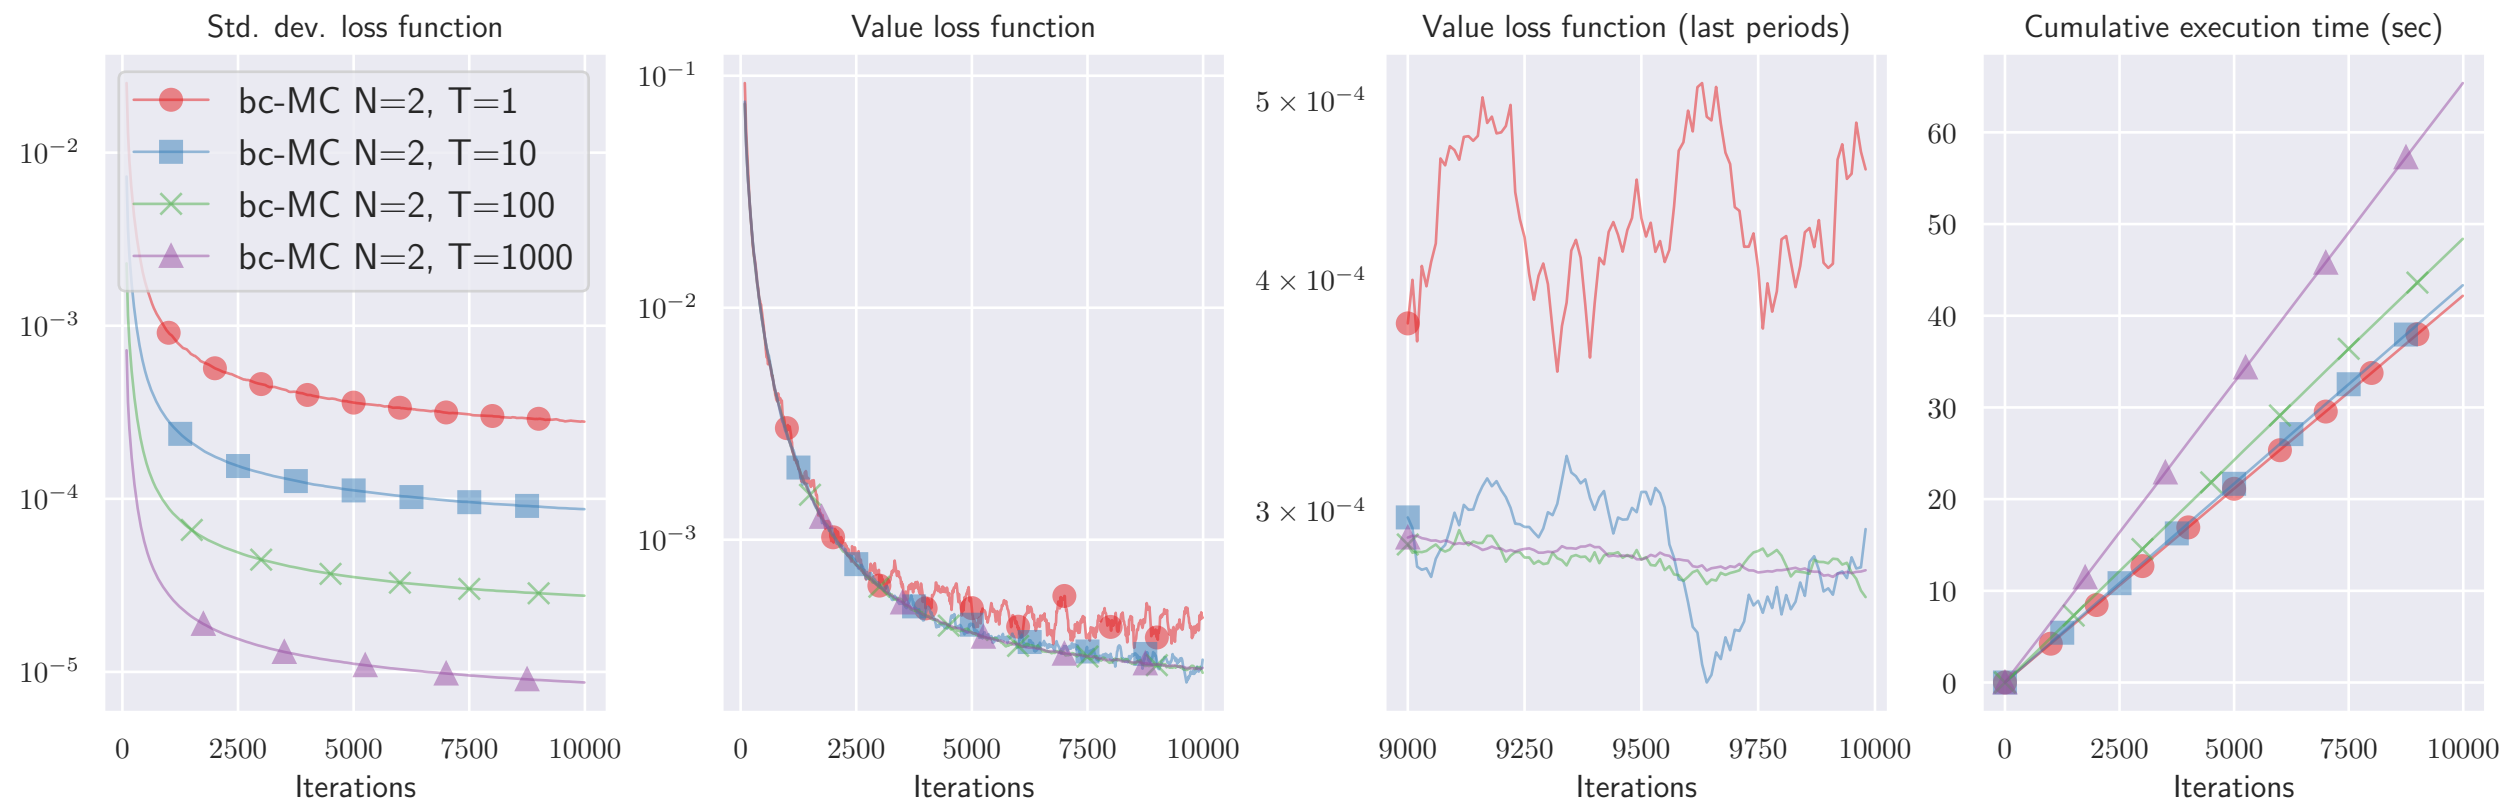 Std. dev. loss function
bc-MC N=2, T=1
bc-MC N=2, T=10
bc-MC N=2, T=100
bc-MC N=2, T=1000
10⁻²
10⁻³
10⁻⁴
10⁻⁵
0 2500 5000 7500 10000
Iterations
Value loss function
10⁻¹
10⁻²
10⁻³
0 2500 5000 7500 10000
Iterations
Value loss function (last periods)
5 × 10⁻⁴
4 × 10⁻⁴
3 × 10⁻⁴
9000 9250 9500 9750 10000
Iterations
Cumulative execution time (sec)
60
50
40
30
20
10
0
0 2500 5000 7500 10000
Iterations